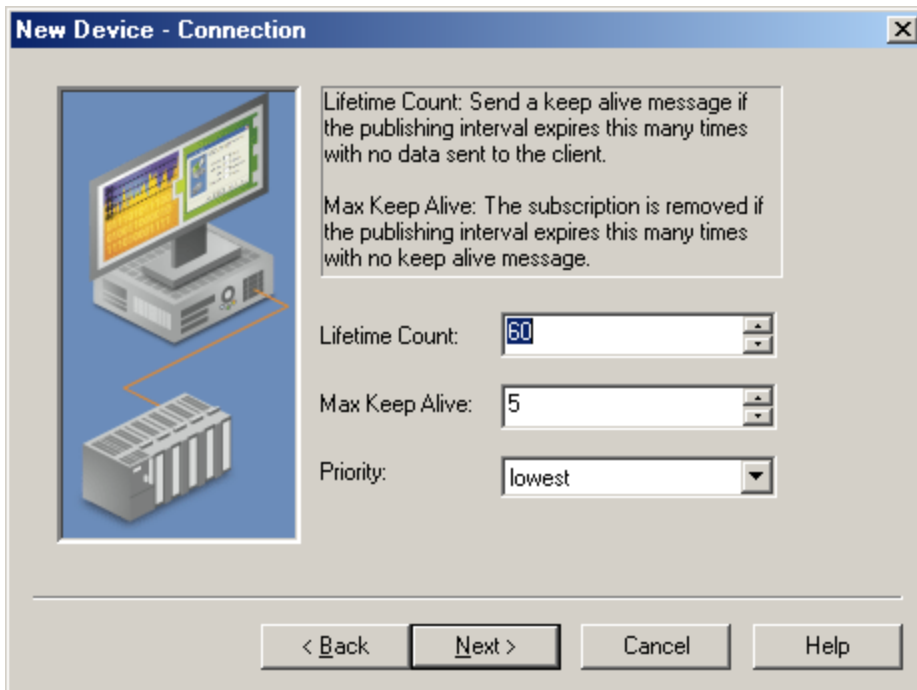 New Device - Connection
Lifetime Count: Send a keep alive message if
the publishing interval expires this many times
with no data sent to the client.
Max Keep Alive: The subscription is removed if
the publishing interval expires this many times
with no keep alive message.
Lifetime Count: 60
Max Keep Alive: 5
Priority: lowest
< Back Next > Cancel Help